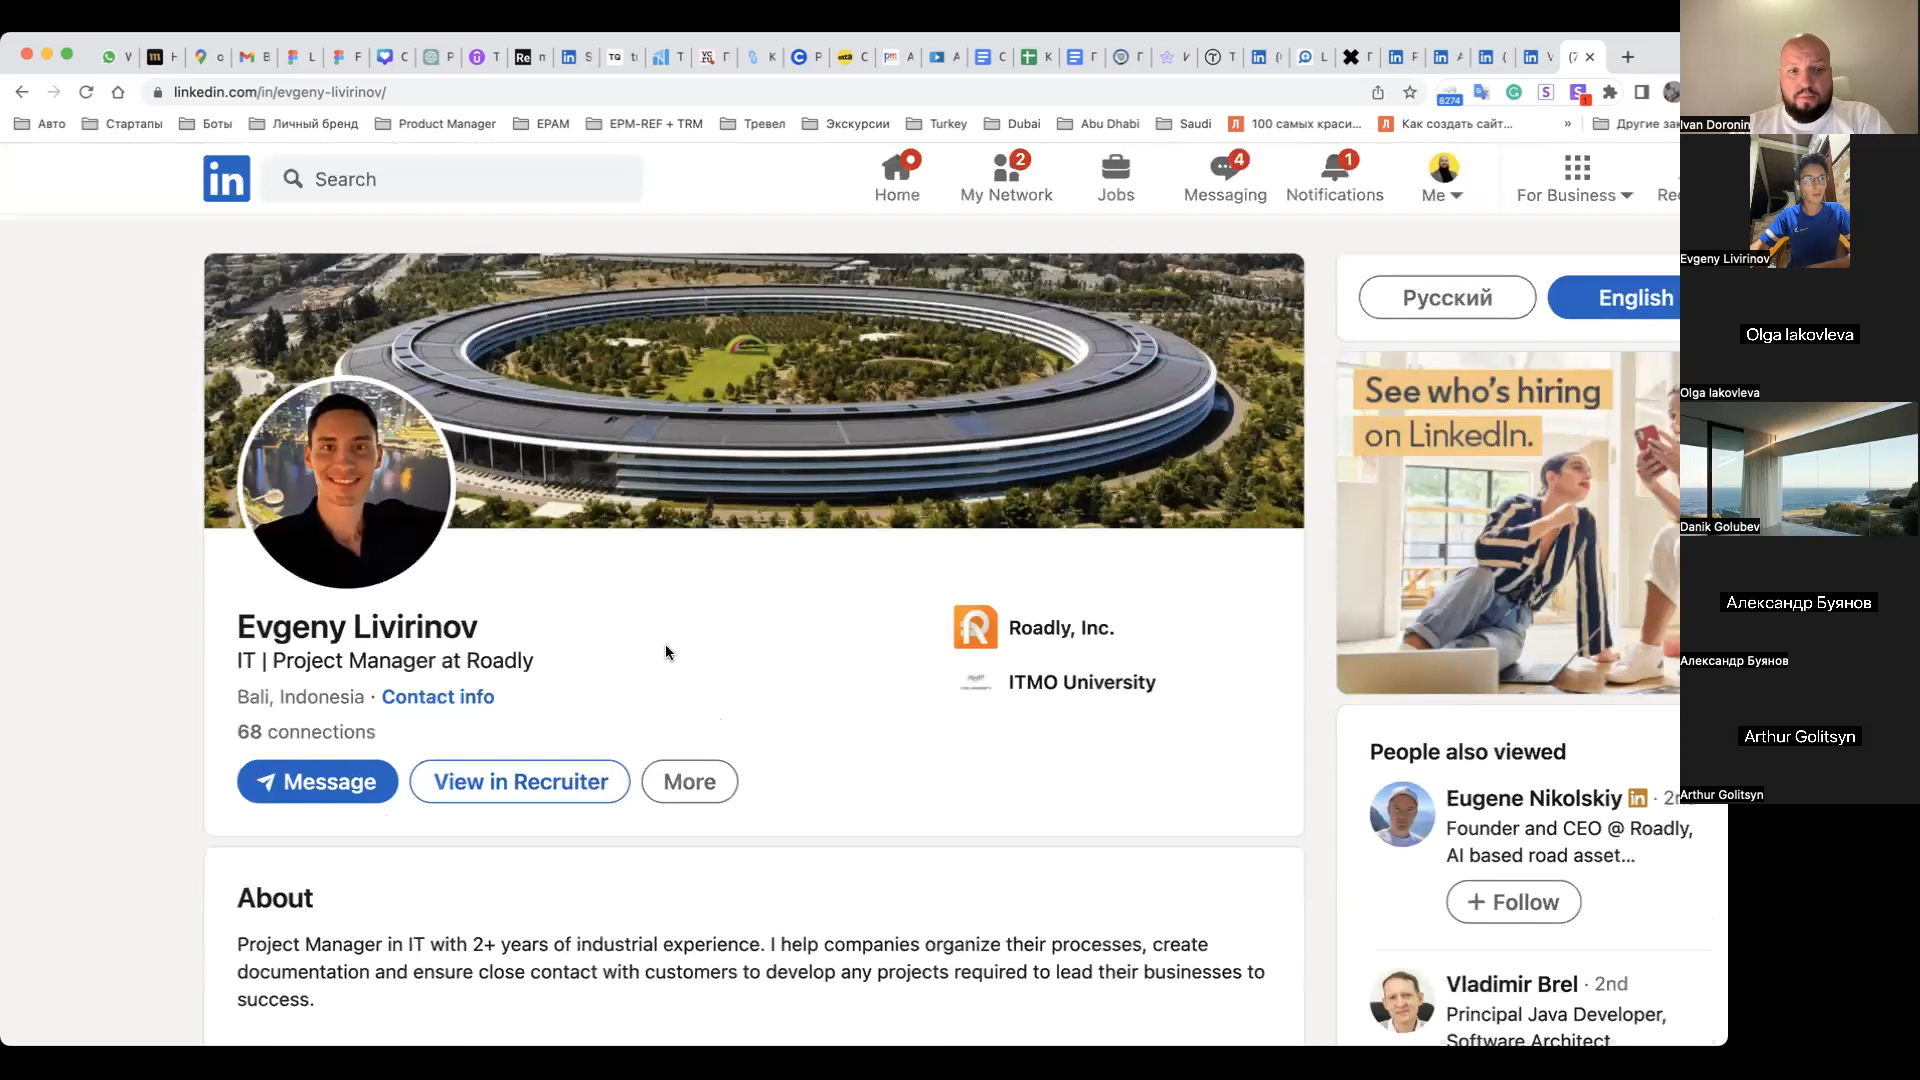 linkedin.com/in/evgeny-livirinov/
8274
1
Авто
Стартапы
Боты
Личный бренд
Product Manager
EPAM
EPM-REF + TRM
Тревел
Экскурсии
Turkey
Dubai
Abu Dhabi
Saudi
100 самых краси...
Как создать сайт...
»
Search
Home
2
My Network
Jobs
4
Messaging
1
Notifications
Me
For Business
Русский
English
See who's hiring
on LinkedIn.
Evgeny Livirinov
IT | Project Manager at Roadly
Bali, Indonesia · Contact info
68 connections
Message
View in Recruiter
More
Roadly, Inc.
ITMO University
About
Project Manager in IT with 2+ years of industrial experience. I help companies organize their processes, create
documentation and ensure close contact with customers to develop any projects required to lead their businesses to
success.
People also viewed
Eugene Nikolskiy in
Founder and CEO @ Roadly,
AI based road asset...
+ Follow
Vladimir Brel · 2nd
Principal Java Developer,
Software Architect
Ivan Doronin
Evgeny Livirinov
Olga Iakovleva
Olga Iakovleva
Danik Golubev
Александр Буянов
Александр Буянов
Arthur Golitsyn
Arthur Golitsyn